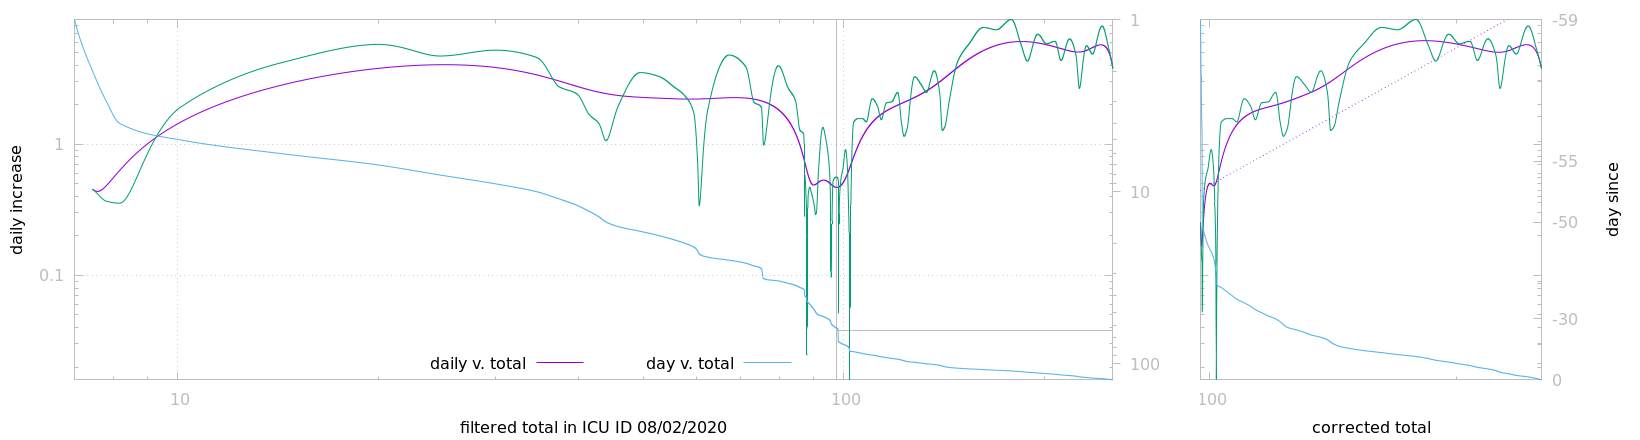 daily increase
1
0.1
10
100
1
10
100
daily v. total
day v. total
filtered total in ICU ID 08/02/2020
100
-59
-55
-50
-30
0
day since
corrected total